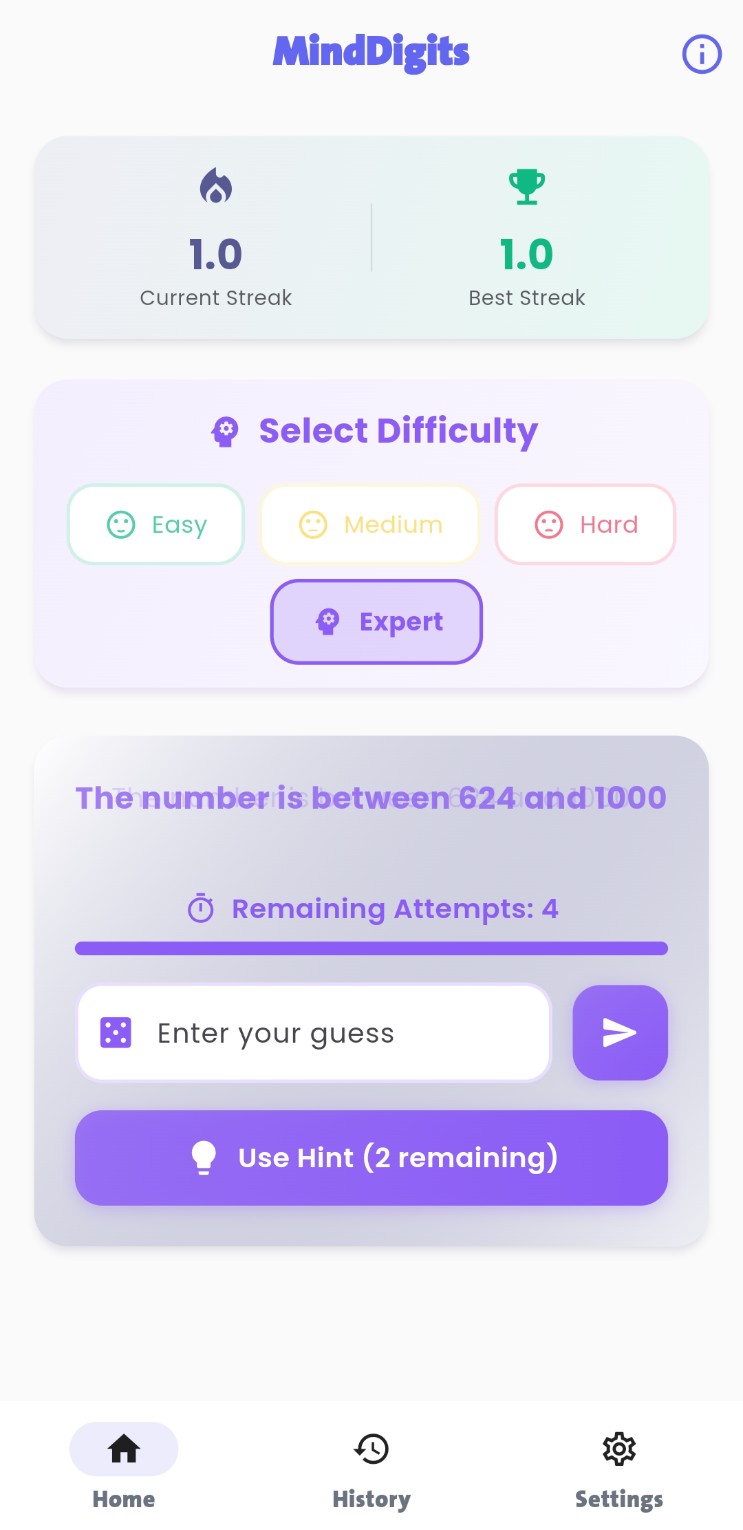 MindDigits
1.0
Current Streak
1.0
Best Streak
Select Difficulty
Easy
Medium
Hard
Expert
The number is between 624 and 1000
Remaining Attempts: 4
Enter your guess
Use Hint (2 remaining)
Home
History
Settings